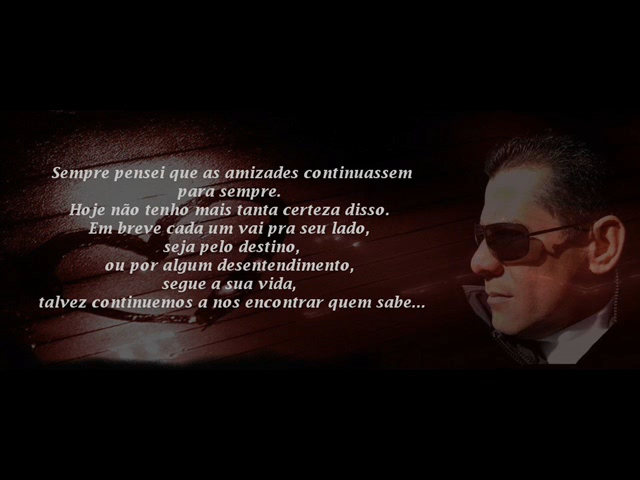 Sempre pensei que as amizades continuassem
para sempre.
Hoje não tenho mais tanta certeza disso.
Em breve cada um vai pra seu lado,
seja pelo destino,
ou por algum desentendimento,
segue a sua vida,
talvez continuemos a nos encontrar quem sabe...